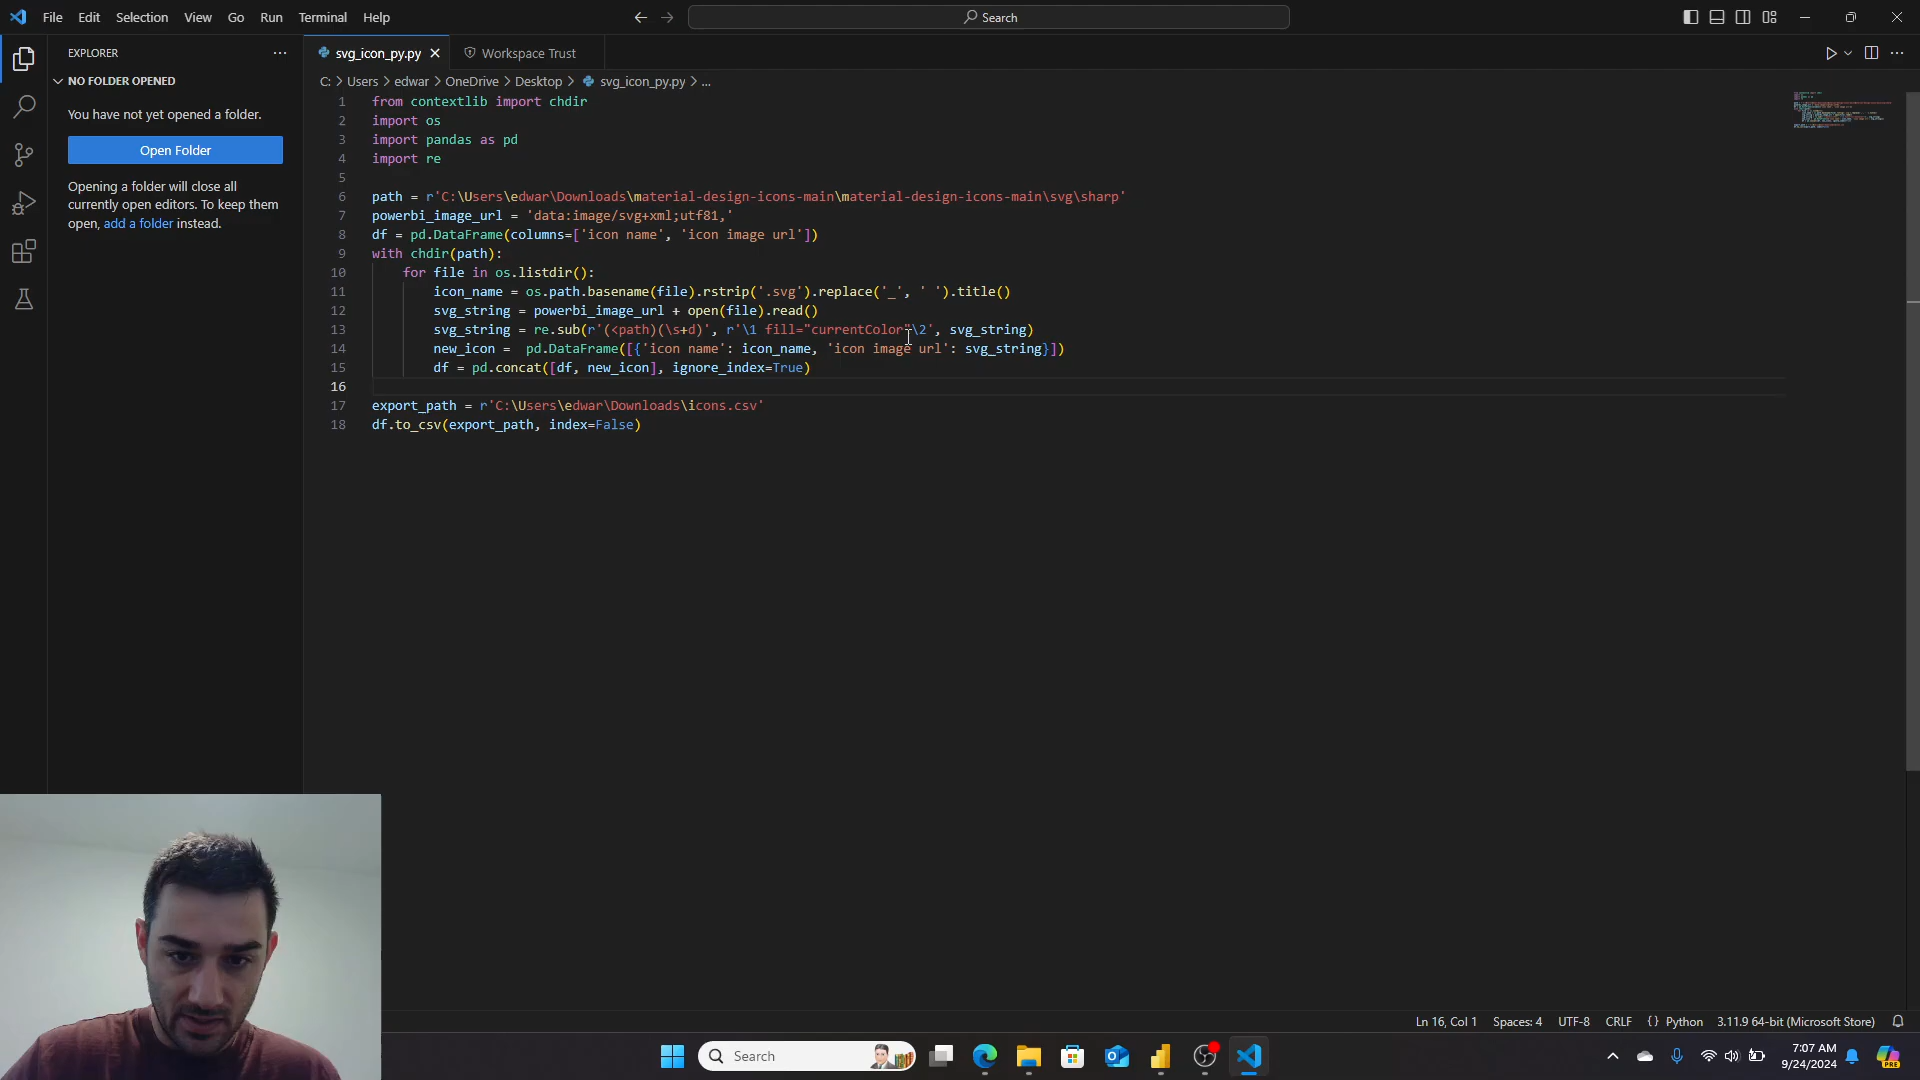 File Edit Selection View Go Run Terminal Help
Search
EXPLORER
svg_icon_py.py
Workspace Trust
NO FOLDER OPENED
You have not yet opened a folder.
Open Folder
Opening a folder will close all
currently open editors. To keep them
open, add a folder instead.
C: > Users > edwar > OneDrive > Desktop > svg_icon_py.py > ...
1 from contextlib import chdir
2 import os
3 import pandas as pd
4 import re
5
6 path = r'C:\Users\edwar\Downloads\material-design-icons-main\material-design-icons-main\svg\sharp'
7 powerbi_image_url = 'data:image/svg+xml;utf81,'
8 df = pd.DataFrame(columns=['icon name', 'icon image url'])
9 with chdir(path):
10 for file in os.listdir():
11 icon_name = os.path.basename(file).rstrip('.svg').replace('_', ' ').title()
12 svg_string = powerbi_image_url + open(file).read()
13 svg_string = re.sub(r'(<path)(\s+d)', r'\1 fill="currentColor"\2', svg_string)
14 new_icon = pd.DataFrame([{'icon name': icon_name, 'icon image url': svg_string}])
15 df = pd.concat([df, new_icon], ignore_index=True)
16
17 export_path = r'C:\Users\edwar\Downloads\icons.csv'
18 df.to_csv(export_path, index=False)
Ln 16, Col 1 Spaces: 4 UTF-8 CRLF {} Python 3.11.9 64-bit (Microsoft Store)
Search
7:07 AM
9/24/2024
PRE